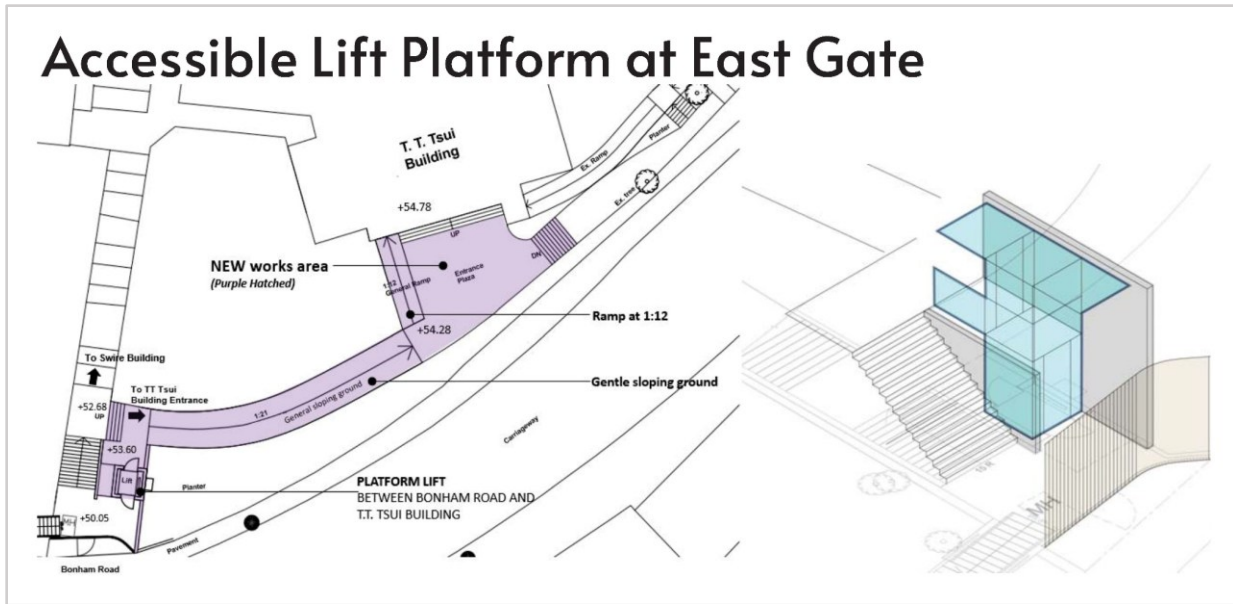 Accessible Lift Platform at East Gate
T. T. Tsui
Building
+54.78
UP
Ex. Ramp
Planter
Ex. tree
DN
NEW works area
(Purple Hatched)
1:12
General Ramp
Entrance
Plaza
Ramp at 1:12
+54.28
Gentle sloping ground
To Swire Building
To TT Tsui
Building Entrance
1:21
General sloping ground
+52.68
UP
+53.60
Lift
Carriageway
Planter
PLATFORM LIFT
BETWEEN BONHAM ROAD AND
T.T. TSUI BUILDING
MH
+50.05
Pavement
Bonham Road
15 R
MH